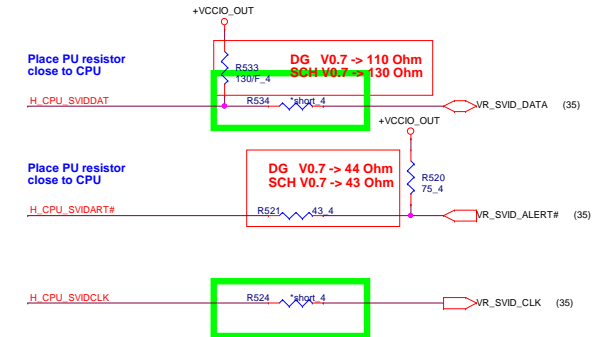 +VCCIO_OUT
Place PU resistor
close to CPU
R533
130/F_4
DG V0.7 -> 110 Ohm
SCH V0.7 -> 130 Ohm
H_CPU_SVIDDAT
R534
*short_4
VR_SVID_DATA (35)
+VCCIO_OUT
Place PU resistor
close to CPU
DG V0.7 -> 44 Ohm
SCH V0.7 -> 43 Ohm
R520
75_4
H_CPU_SVIDART#
R521
43_4
VR_SVID_ALERT# (35)
H_CPU_SVIDCLK
R524
*short_4
VR_SVID_CLK (35)